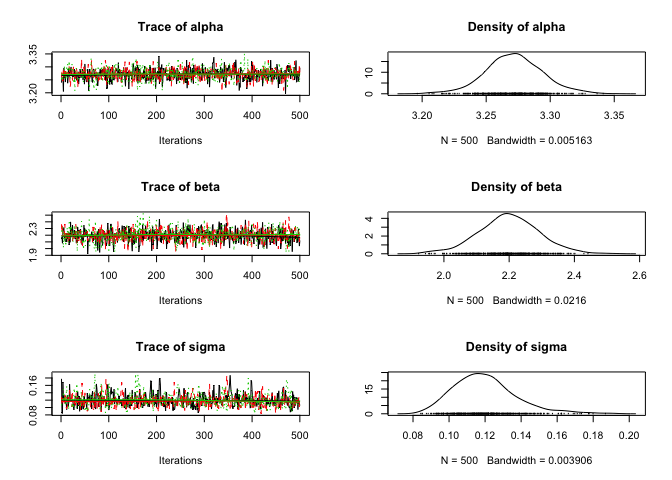 Trace of alpha
3.20 3.35
0 100 200 300 400 500
Iterations
Density of alpha
0 10
3.20 3.25 3.30 3.35
N = 500 Bandwidth = 0.005163
Trace of beta
1.9 2.3
0 100 200 300 400 500
Iterations
Density of beta
0 2 4
2.0 2.2 2.4 2.6
N = 500 Bandwidth = 0.0216
Trace of sigma
0.08 0.16
0 100 200 300 400 500
Iterations
Density of sigma
0 15
0.08 0.10 0.12 0.14 0.16 0.18 0.20
N = 500 Bandwidth = 0.003906